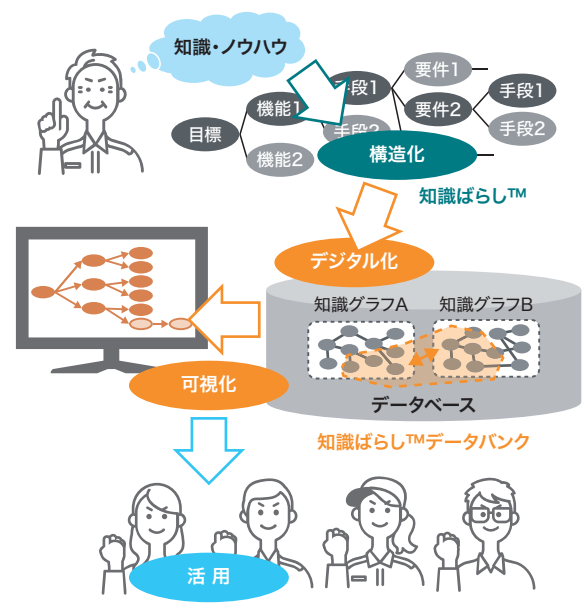 知識・ノウハウ
目標
機能1
機能2
手段1
手段2
要件1
要件2
手段1
手段2
構造化
知識ばらし™
デジタル化
知識グラフA
知識グラフB
データベース
可視化
知識ばらし™データバンク
活用